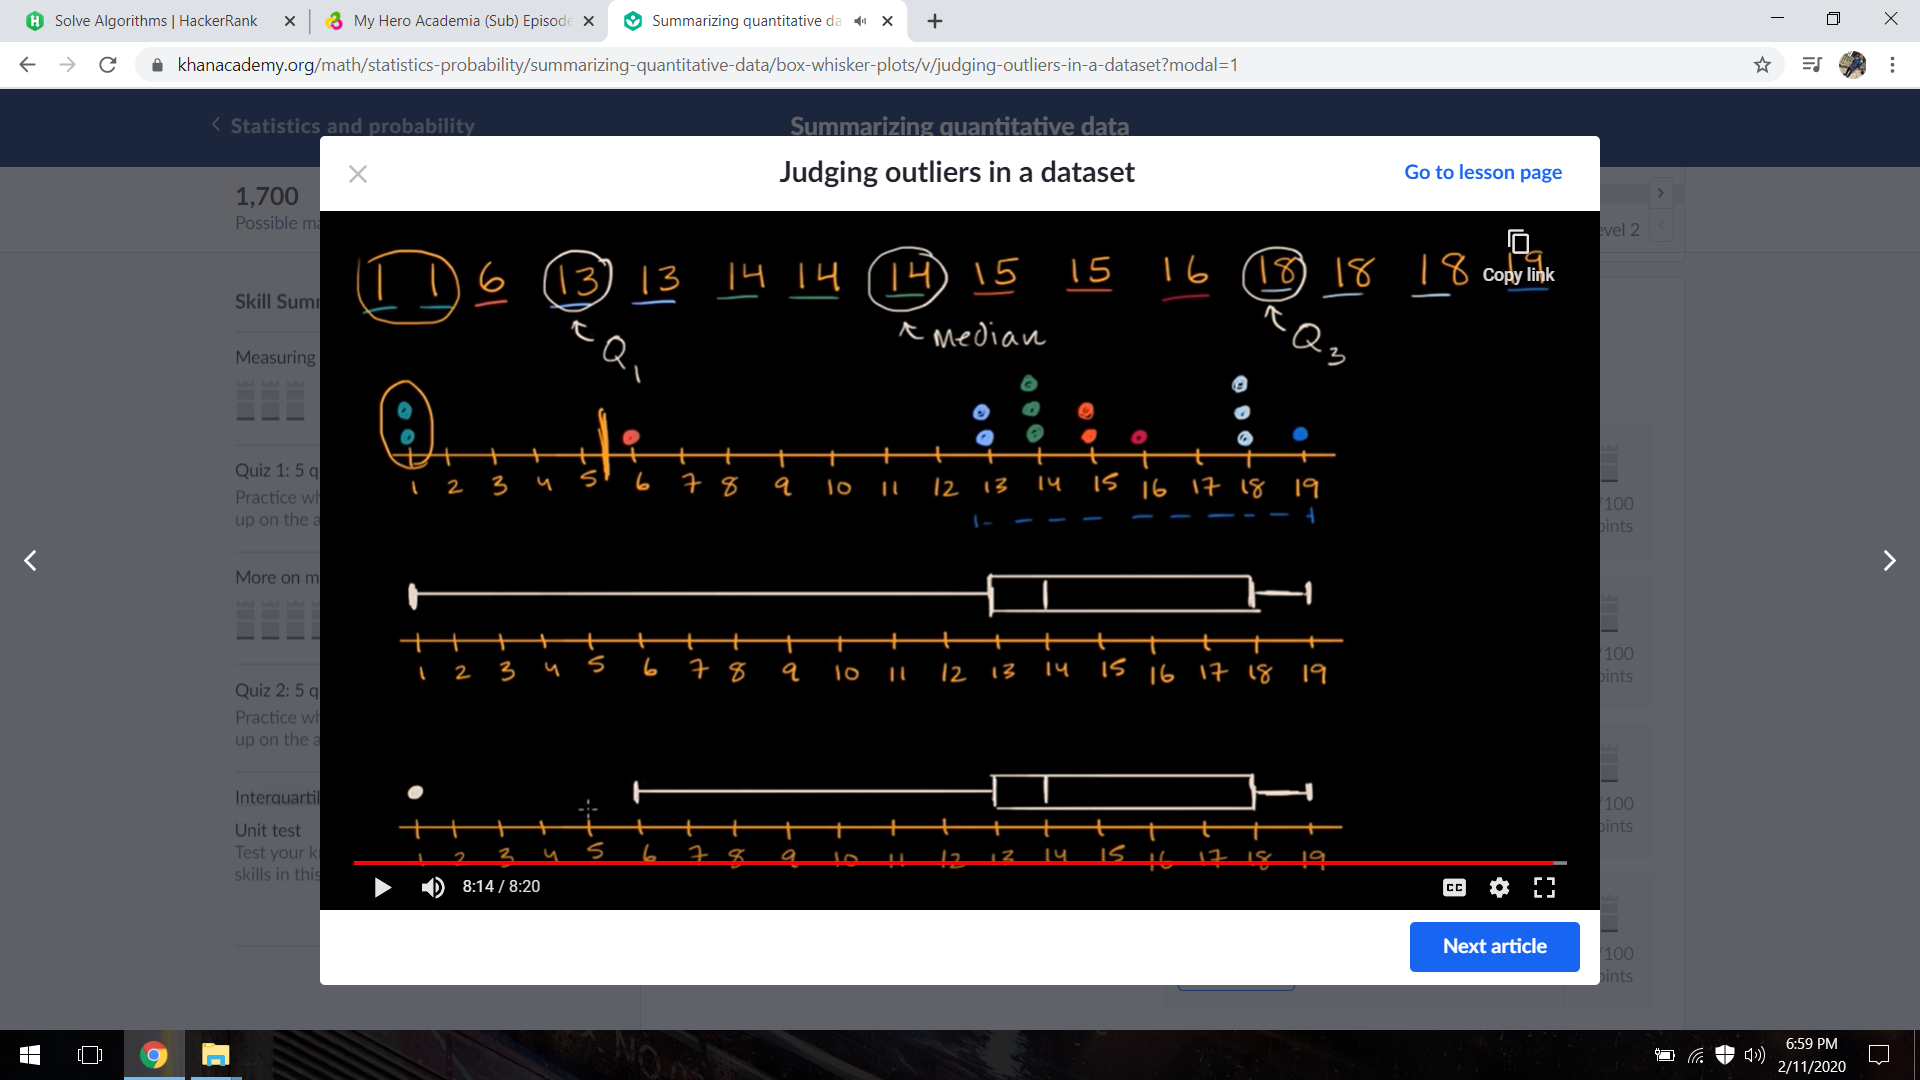 Solve Algorithms | HackerRank
My Hero Academia (Sub) Episode
Summarizing quantitative da
khanacademy.org/math/statistics-probability/summarizing-quantitative-data/box-whisker-plots/v/judging-outliers-in-a-dataset?modal=1
Statistics and probability
Summarizing quantitative data
Judging outliers in a dataset
Go to lesson page
1,700
Possible ma
evel 2
Skill Summ
Measuring
Quiz 1: 5 q
Practice wh
up on the a
More on m
Quiz 2: 5 q
Practice wh
up on the a
Interquartil
Unit test
Test your k
skills in this
1 1 6 13 13 14 14 14 15 15 16 18 18 18 19
Copy link
Q1 Median Q3
1 2 3 4 5 6 7 8 9 10 11 12 13 14 15 16 17 18 19
1 2 3 4 5 6 7 8 9 10 11 12 13 14 15 16 17 18 19
1 2 3 4 5 6 7 8 9 10 11 12 13 14 15 16 17 18 19
8:14 / 8:20
CC
/100
oints
/100
oints
/100
oints
/100
oints
Next article
6:59 PM
2/11/2020